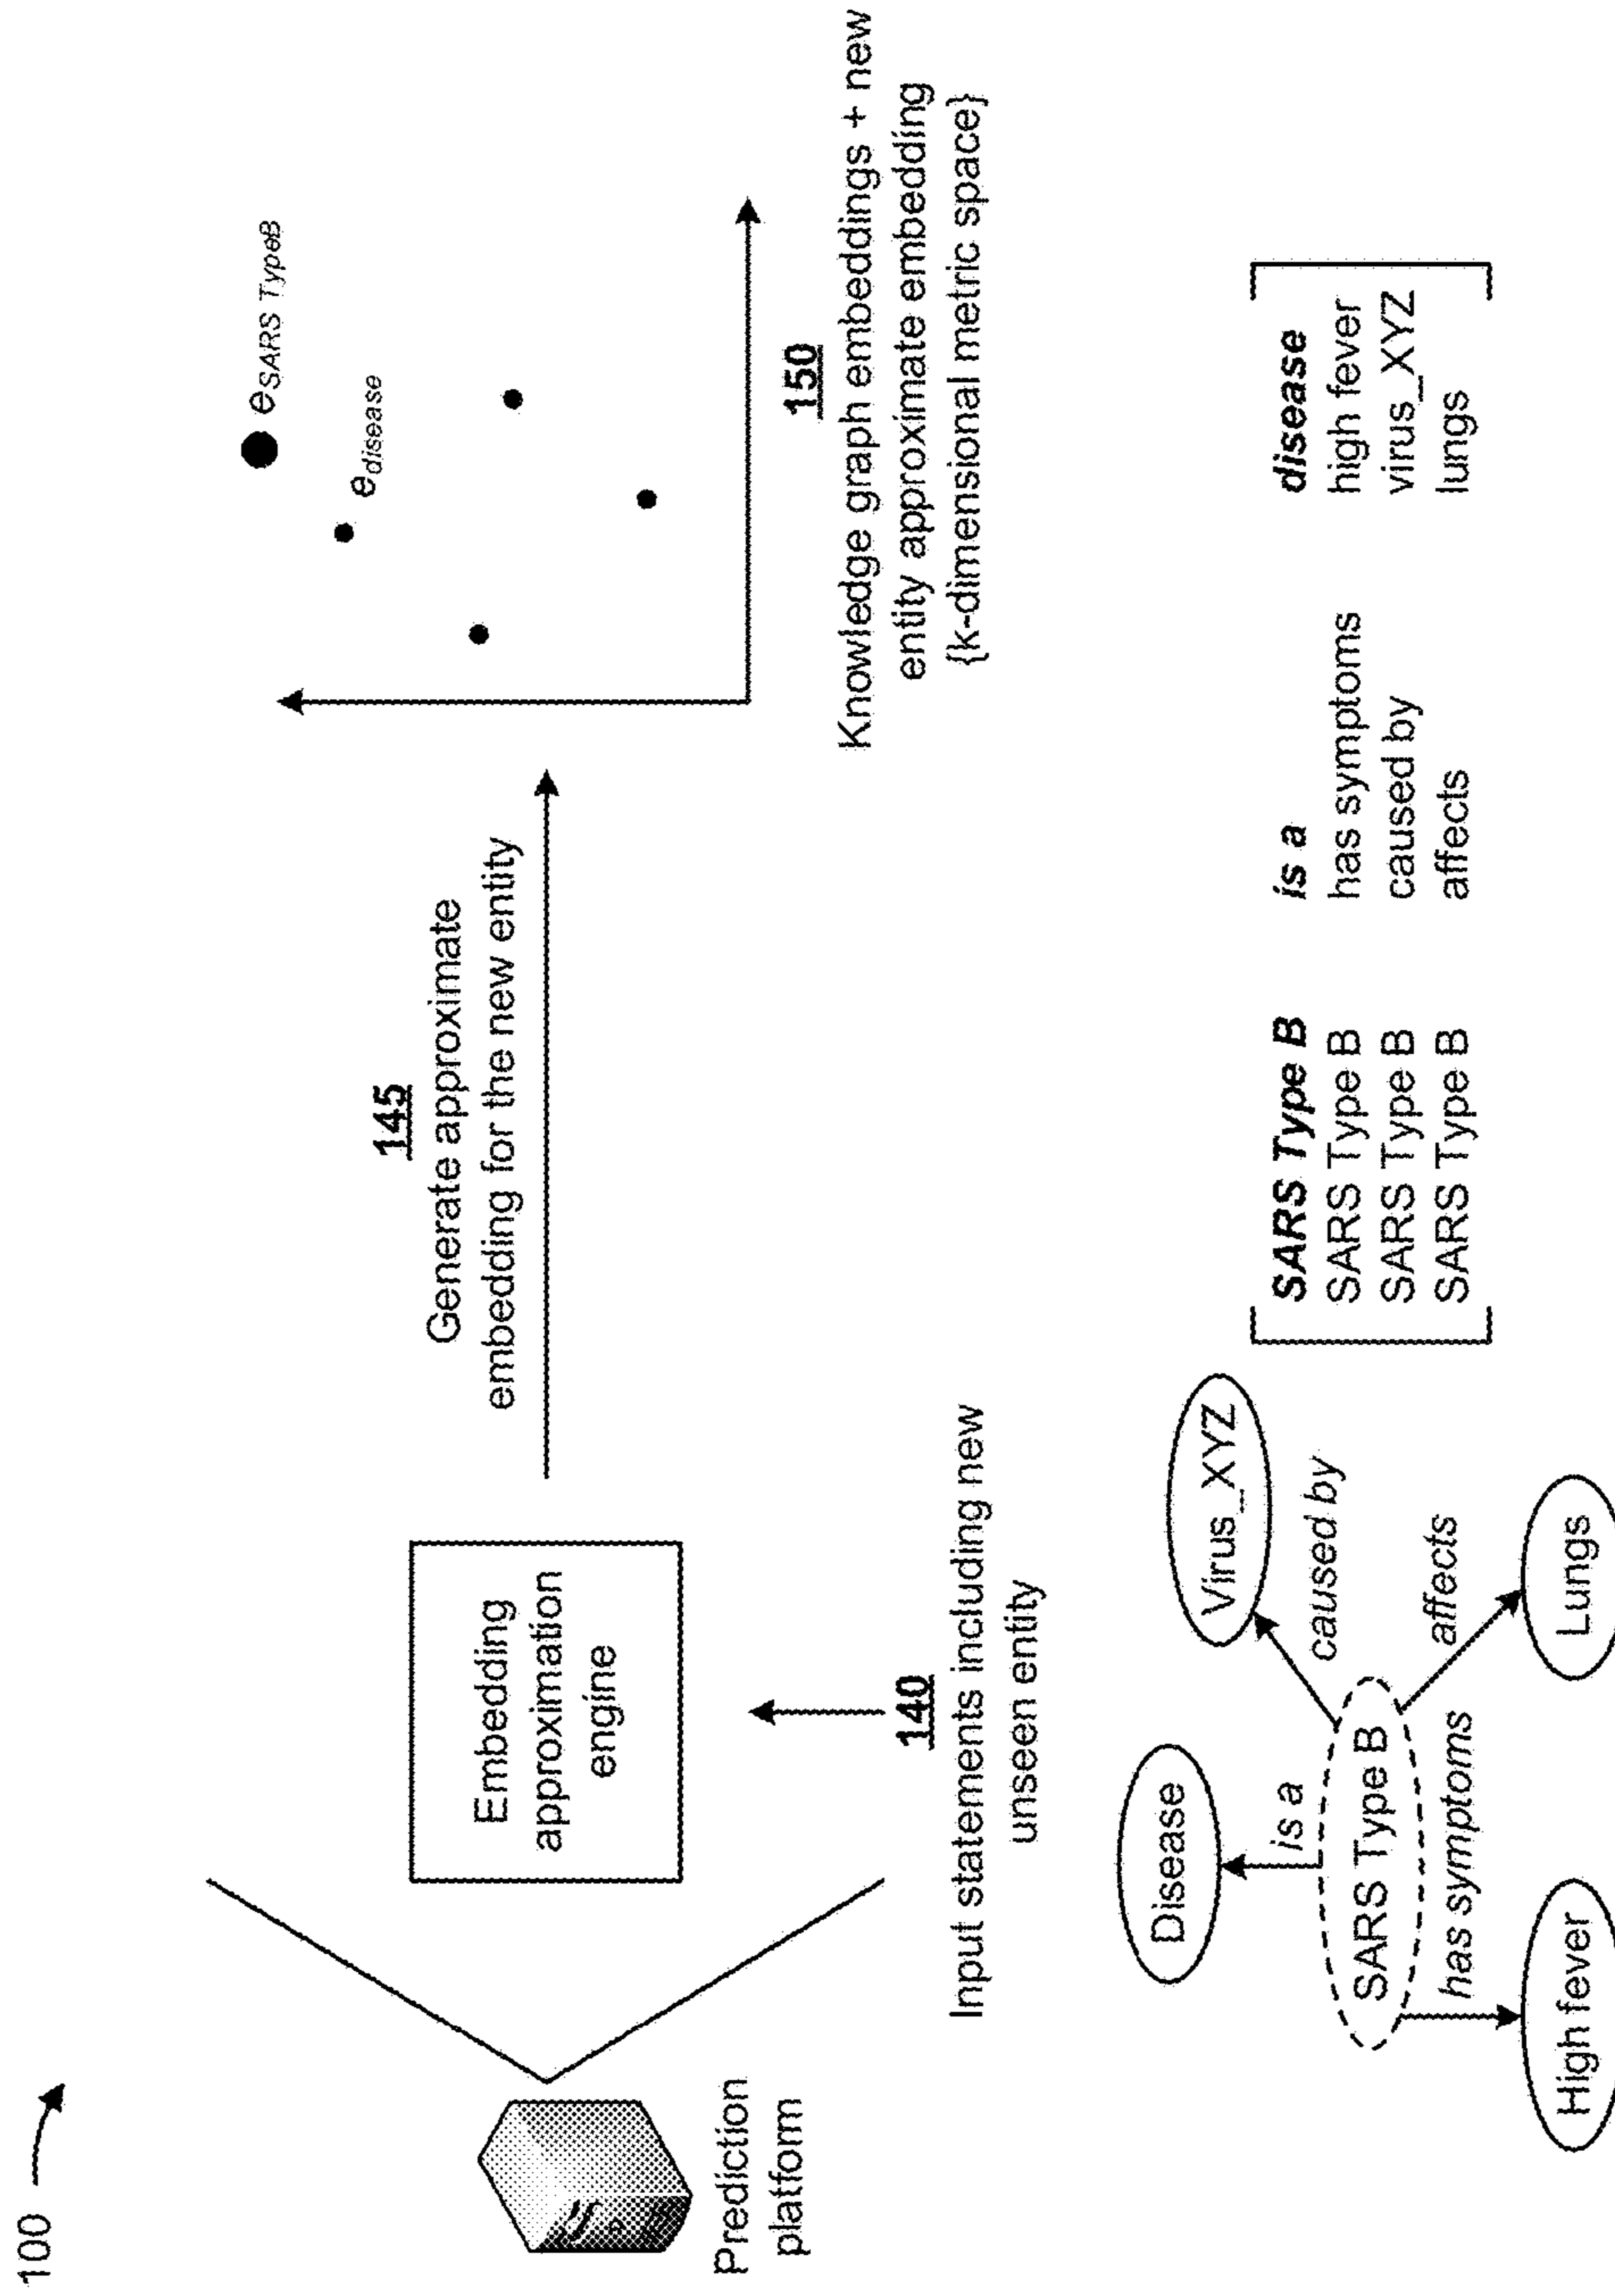 100
Prediction
platform
Embedding
approximation
engine
145
Generate approximate
embedding for the new entity
eSARS TypeB
edisease
150
Knowledge graph embeddings + new
entity approximate embedding
{k-dimensional metric space}
140
Input statements including new
unseen entity
Disease
is a
Virus_XYZ
caused by
SARS Type B
has symptoms
affects
High fever
Lungs
SARS Type B is a disease
SARS Type B has symptoms high fever
SARS Type B caused by virus_XYZ
SARS Type B affects lungs